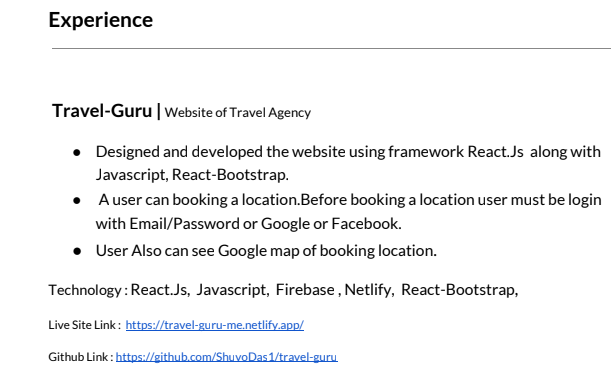 Experience
Travel-Guru | Website of Travel Agency
● Designed and developed the website using framework React.Js along with
Javascript, React-Bootstrap.
● A user can booking a location.Before booking a location user must be login
with Email/Password or Google or Facebook.
● User Also can see Google map of booking location.
Technology : React.Js, Javascript, Firebase , Netlify, React-Bootstrap,
Live Site Link : https://travel-guru-me.netlify.app/
Github Link : https://github.com/ShuvoDas1/travel-guru